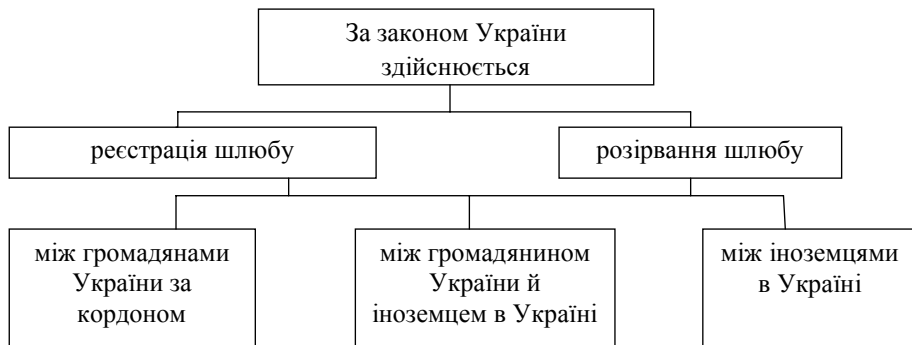 За законом України
здійснюється
реєстрація шлюбу
розірвання шлюбу
між громадянами
України за
кордоном
між громадянином
України й
іноземцем в Україні
між іноземцями
в Україні